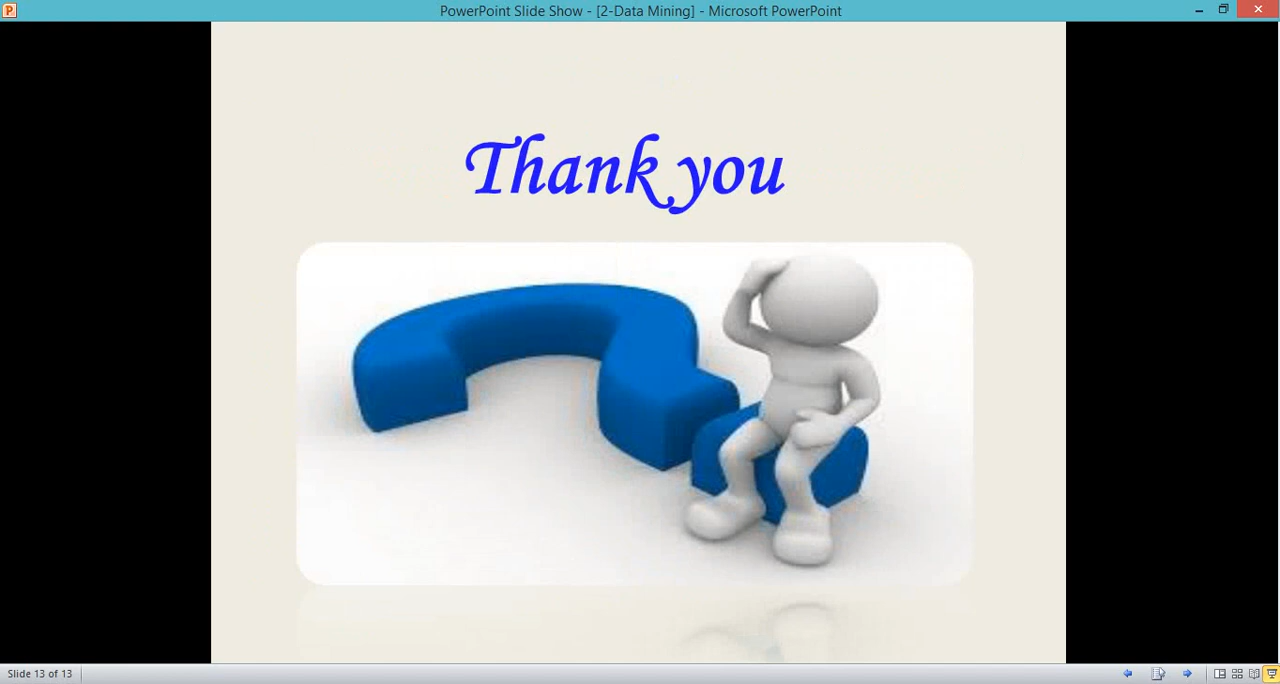 PowerPoint Slide Show - [2-Data Mining] - Microsoft PowerPoint
Thank you
Slide 13 of 13